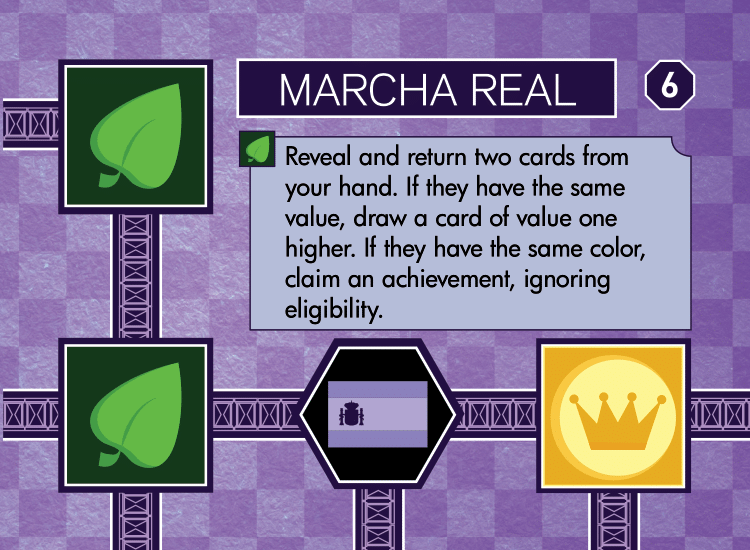 MARCHA REAL
6
Reveal and return two cards from
your hand. If they have the same
value, draw a card of value one
higher. If they have the same color,
claim an achievement, ignoring
eligibility.